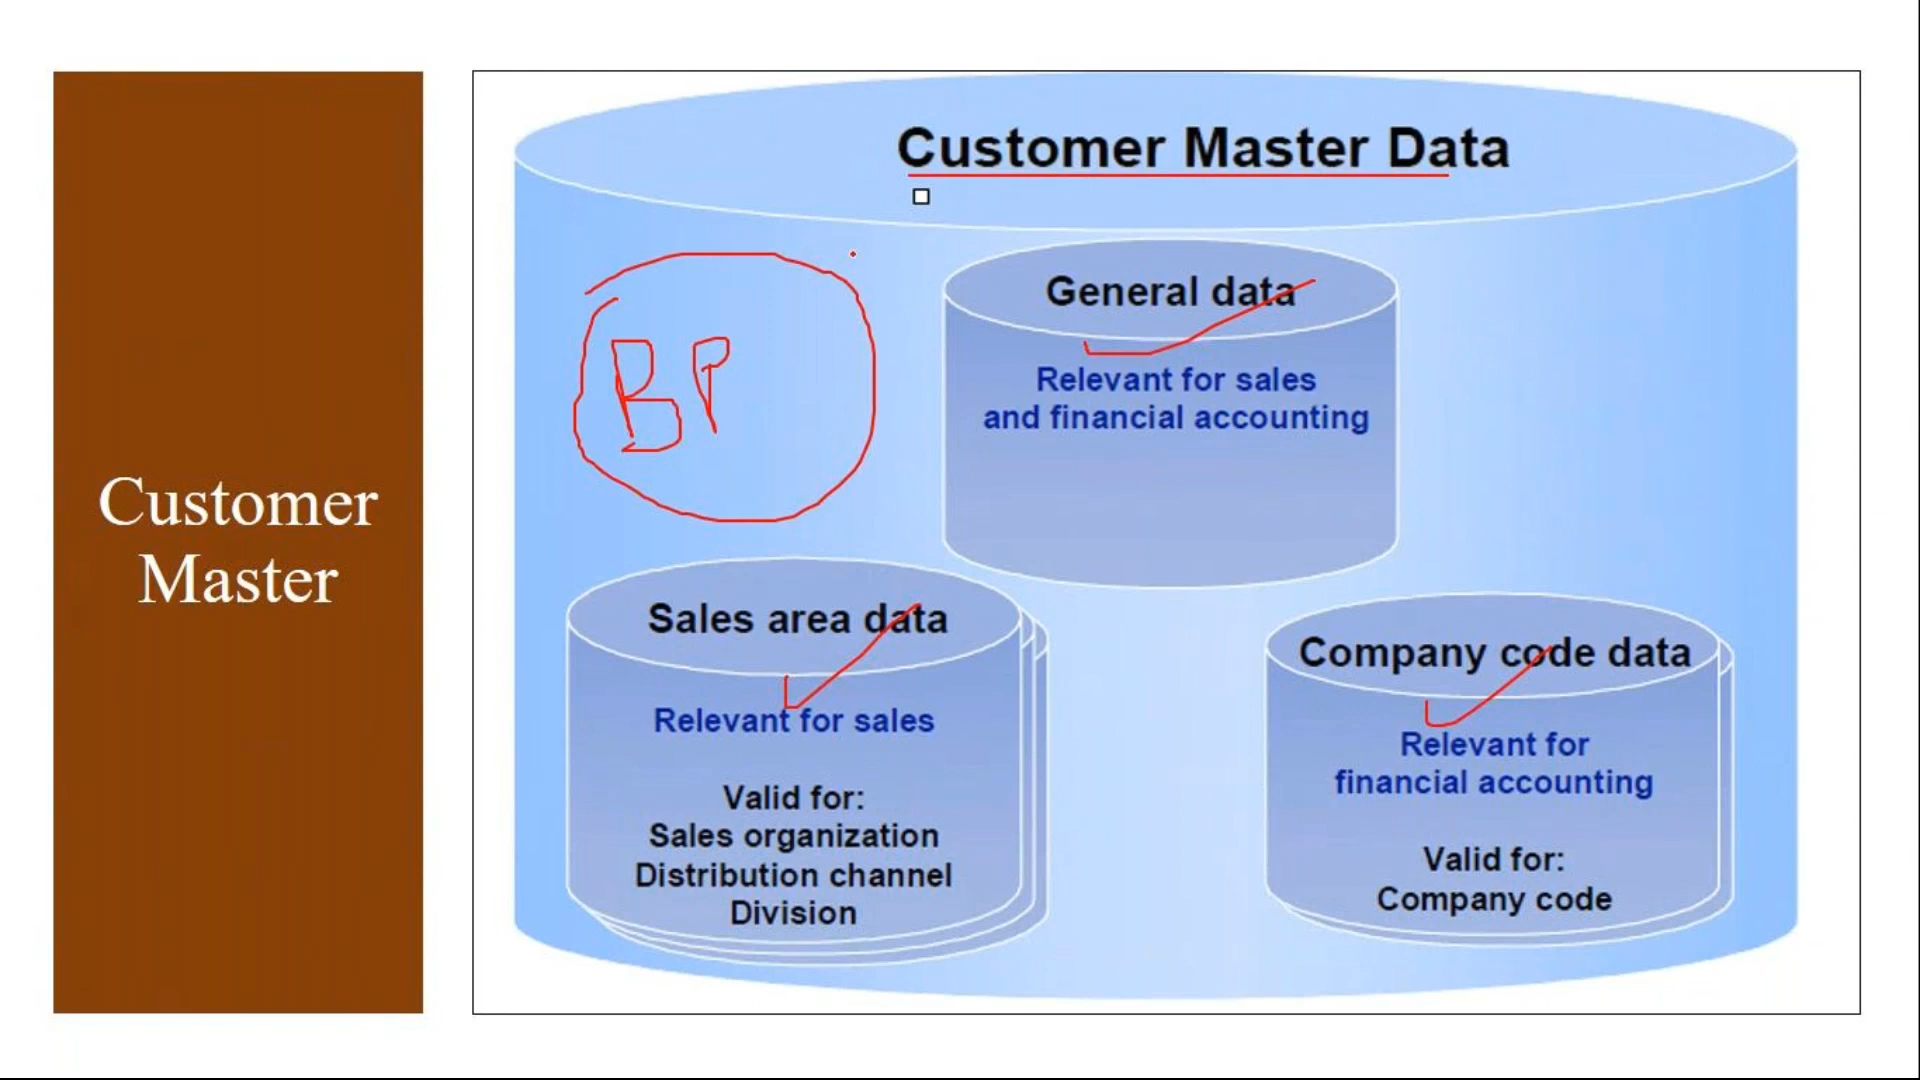 Customer
Master
Customer Master Data
BP
General data
Relevant for sales
and financial accounting
Sales area data
Relevant for sales
Valid for:
Sales organization
Distribution channel
Division
Company code data
Relevant for
financial accounting
Valid for:
Company code